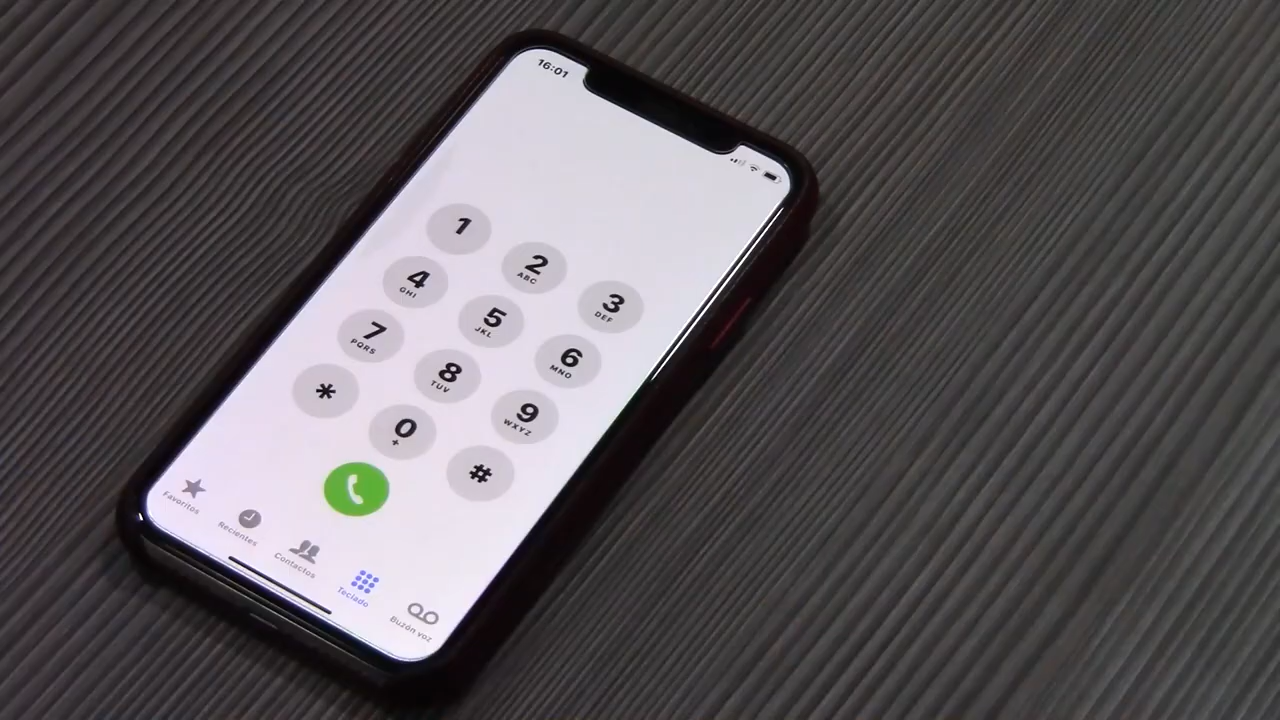 16:01
1
2
ABC
3
DEF
4
GHI
5
JKL
6
MNO
7
PQRS
8
TUV
9
WXYZ
*
0
+
#
Favoritos
Recientes
Contactos
Teclado
Buzón voz